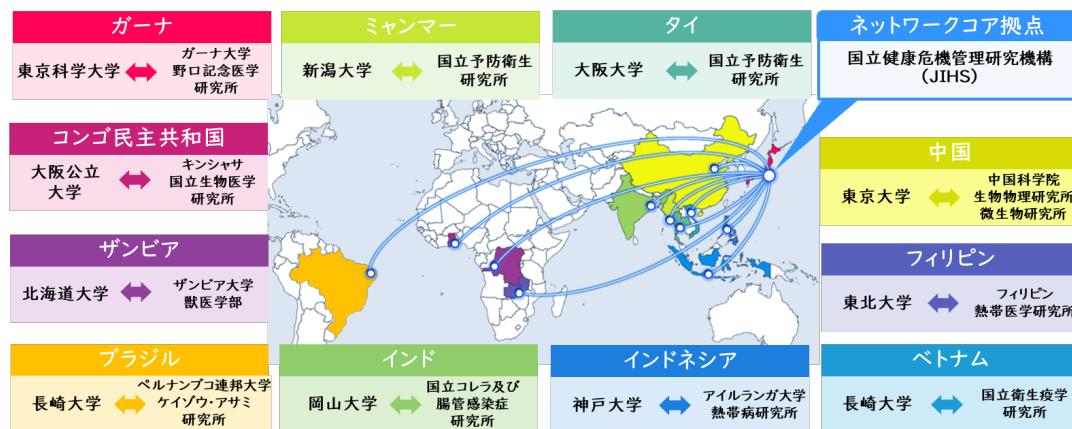 ガーナ
東京科学大学
ガーナ大学
野口記念医学
研究所
ミャンマー
新潟大学
国立予防衛生
研究所
タイ
大阪大学
国立予防衛生
研究所
ネットワークコア拠点
国立健康危機管理研究機構
(JIHS)
コンゴ民主共和国
大阪公立
大学
キンシャサ
国立生物医学
研究所
中国
東京大学
中国科学院
生物物理研究所
微生物研究所
ザンビア
北海道大学
ザンビア大学
獣医学部
フィリピン
東北大学
フィリピン
熱帯医学研究所
ブラジル
長崎大学
ペルナンブコ連邦大学
ケイゾウ・アサミ
研究所
インド
岡山大学
国立コレラ及び
腸管感染症
研究所
インドネシア
神戸大学
アイルランガ大学
熱帯病研究所
ベトナム
長崎大学
国立衛生疫学
研究所